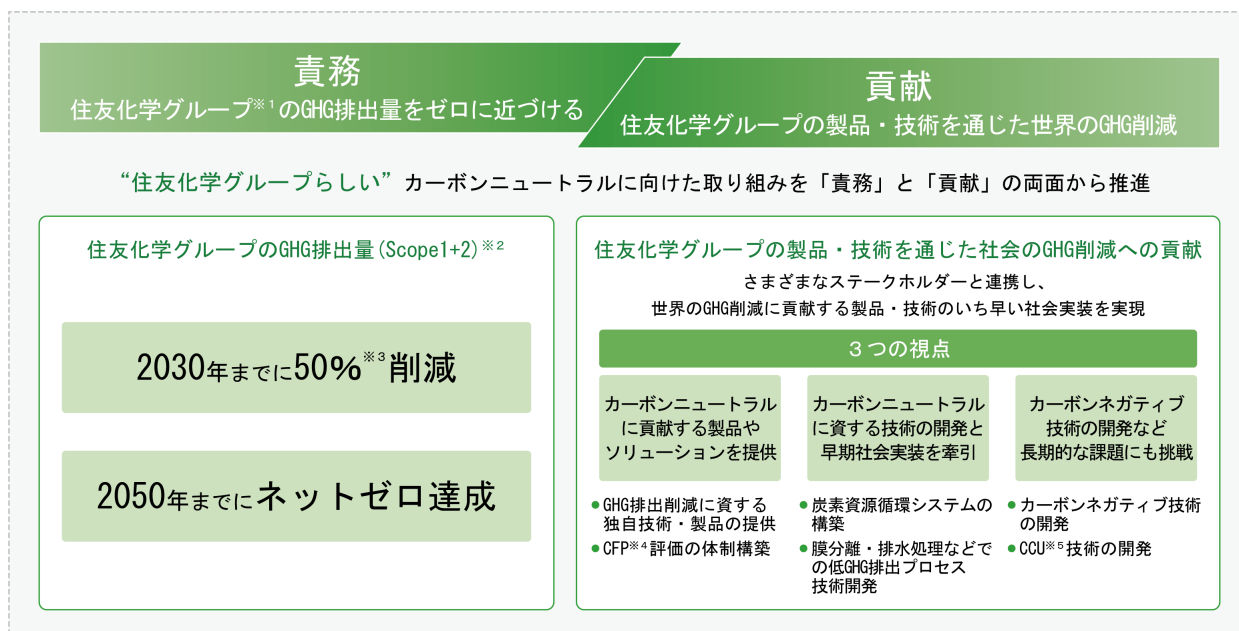 責務
住友化学グループ※1のGHG排出量をゼロに近づける
貢献
住友化学グループの製品・技術を通じた世界のGHG削減
“住友化学グループらしい” カーボンニュートラルに向けた取り組みを「責務」と「貢献」の両面から推進
住友化学グループのGHG排出量(Scope1+2)※2
2030年までに50%※3削減
2050年までにネットゼロ達成
住友化学グループの製品・技術を通じた社会のGHG削減への貢献
さまざまなステークホルダーと連携し、
世界のGHG削減に貢献する製品・技術のいち早い社会実装を実現
3つの視点
カーボンニュートラル
に貢献する製品や
ソリューションを提供
●GHG排出削減に資する
独自技術・製品の提供
●CFP※4評価の体制構築
カーボンニュートラル
に資する技術の開発と
早期社会実装を牽引
●炭素資源循環システムの
構築
●膜分離・排水処理などで
の低GHG排出プロセス
技術開発
カーボンネガティブ
技術の開発など
長期的な課題にも挑戦
●カーボンネガティブ技術
の開発
●CCU※5技術の開発